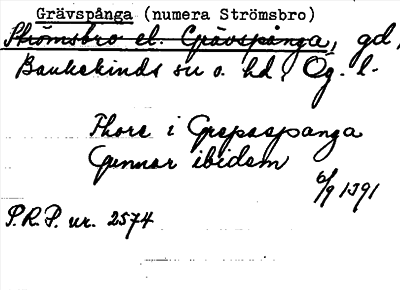 Grävspånga (numera Strömsbro)
Strömsbro el. Grävspånga, gd,
Bankekinds sn o. hd, Ög. l.
Thore i Grepaspanga
Gunnar ibidem
6/9 1391
P.R.P. nr. 2574